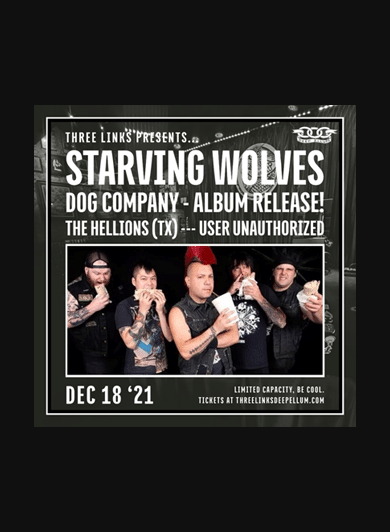 THREE LINKS PRESENTS...
STARVING WOLVES
DOG COMPANY - ALBUM RELEASE!
THE HELLIONS (TX) --- USER UNAUTHORIZED
DEC 18 ‘21
LIMITED CAPACITY, BE COOL.
TICKETS AT THREELINKSDEEPELLUM.COM